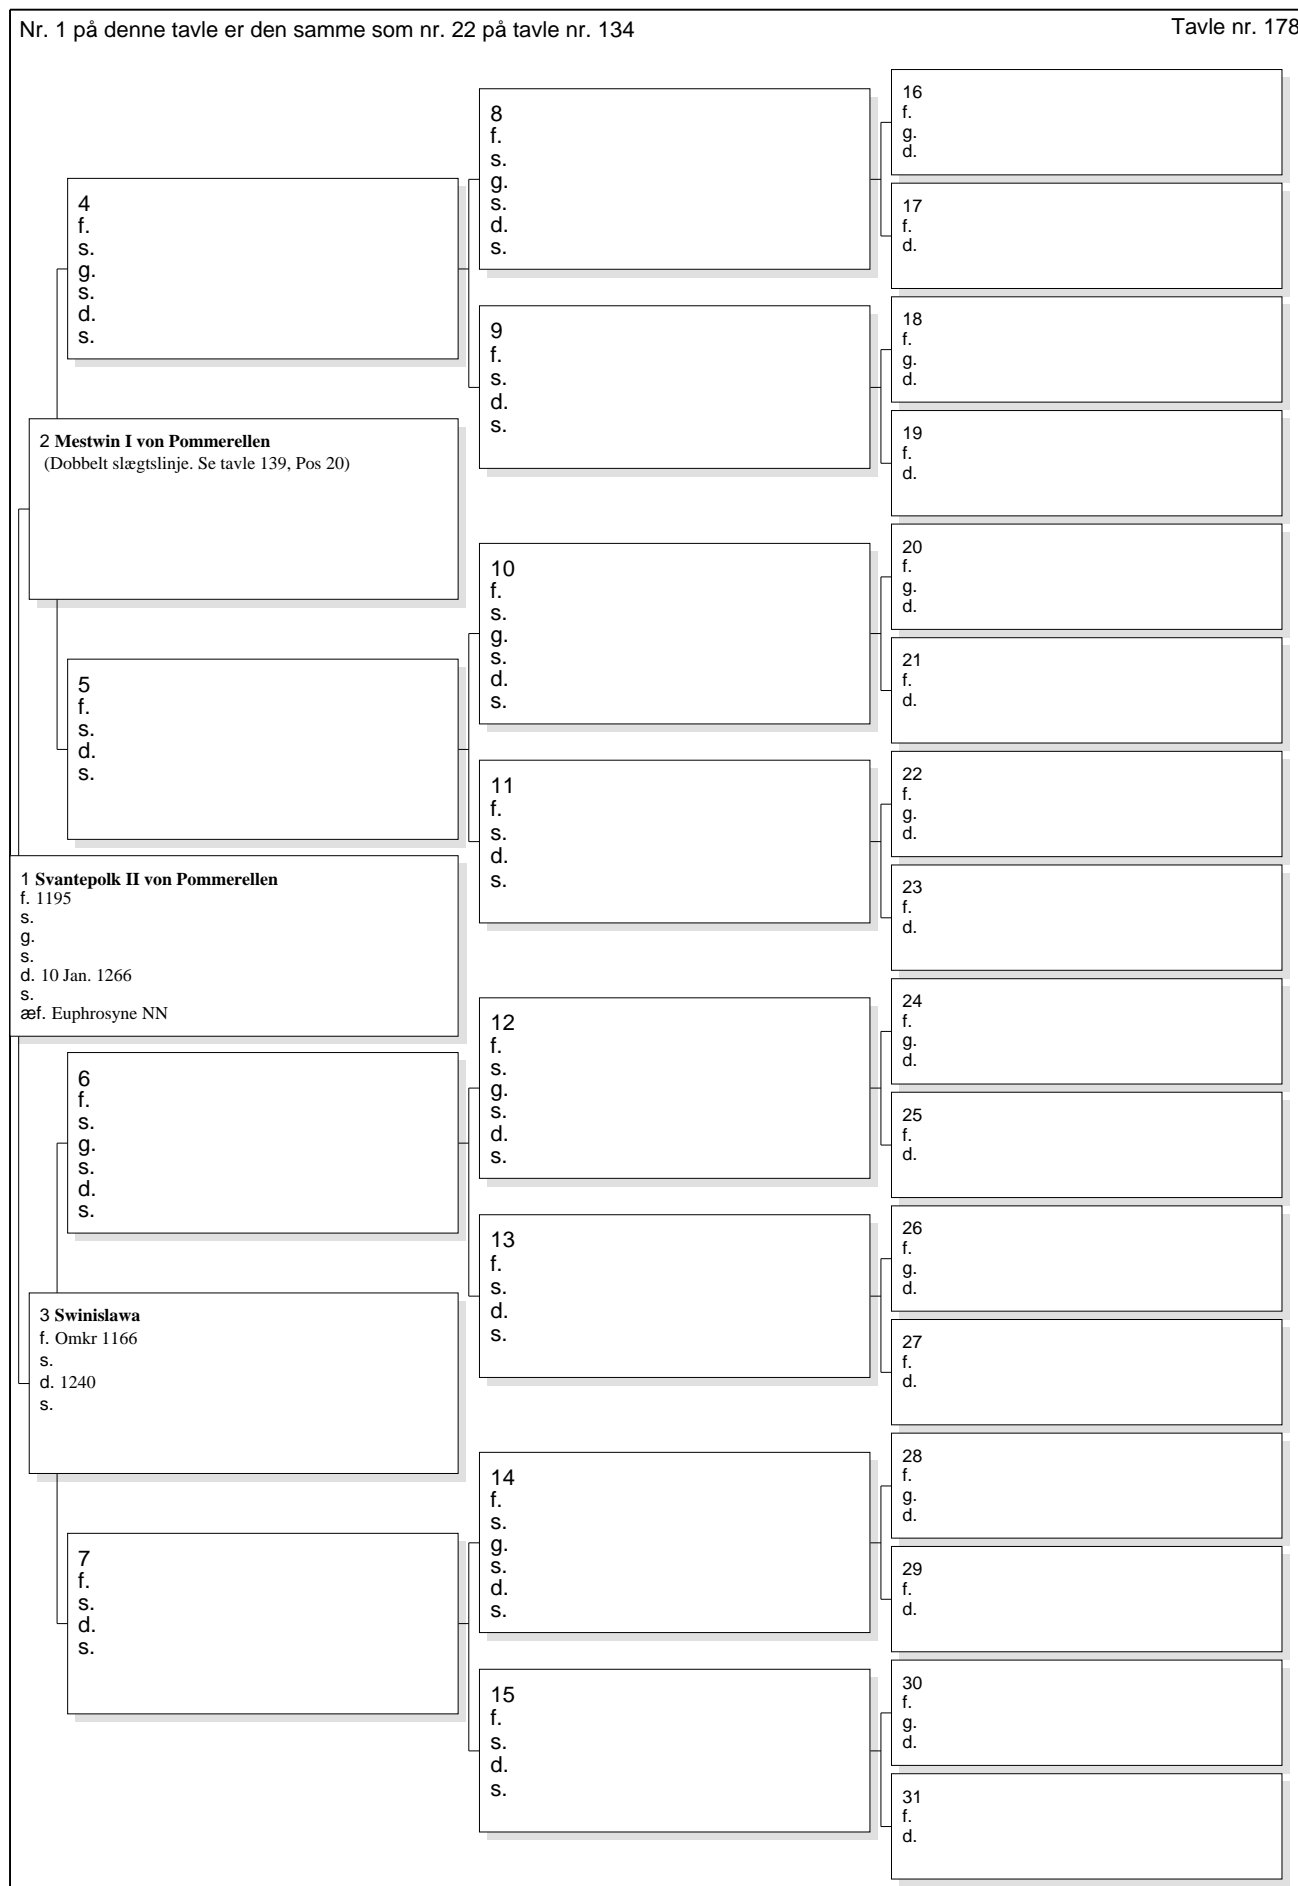 Nr. 1 på denne tavle er den samme som nr. 22 på tavle nr. 134
Tavle nr. 178
1 Svantepolk II von Pommerellen
f. 1195
s.
g.
s.
d. 10 Jan. 1266
s.
æf. Euphrosyne NN
2 Mestwin I von Pommerellen
(Dobbelt slægtslinje. Se tavle 139, Pos 20)
3 Swinislawa
f. Omkr 1166
s.
d. 1240
s.
4
f.
s.
g.
s.
d.
s.
5
f.
s.
d.
s.
6
f.
s.
g.
s.
d.
s.
7
f.
s.
d.
s.
8
f.
s.
g.
s.
d.
s.
9
f.
s.
d.
s.
10
f.
s.
g.
s.
d.
s.
11
f.
s.
d.
s.
12
f.
s.
g.
s.
d.
s.
13
f.
s.
d.
s.
14
f.
s.
g.
s.
d.
s.
15
f.
s.
d.
s.
16
f.
g.
d.
17
f.
d.
18
f.
g.
d.
19
f.
d.
20
f.
g.
d.
21
f.
d.
22
f.
g.
d.
23
f.
d.
24
f.
g.
d.
25
f.
d.
26
f.
g.
d.
27
f.
d.
28
f.
g.
d.
29
f.
d.
30
f.
g.
d.
31
f.
d.